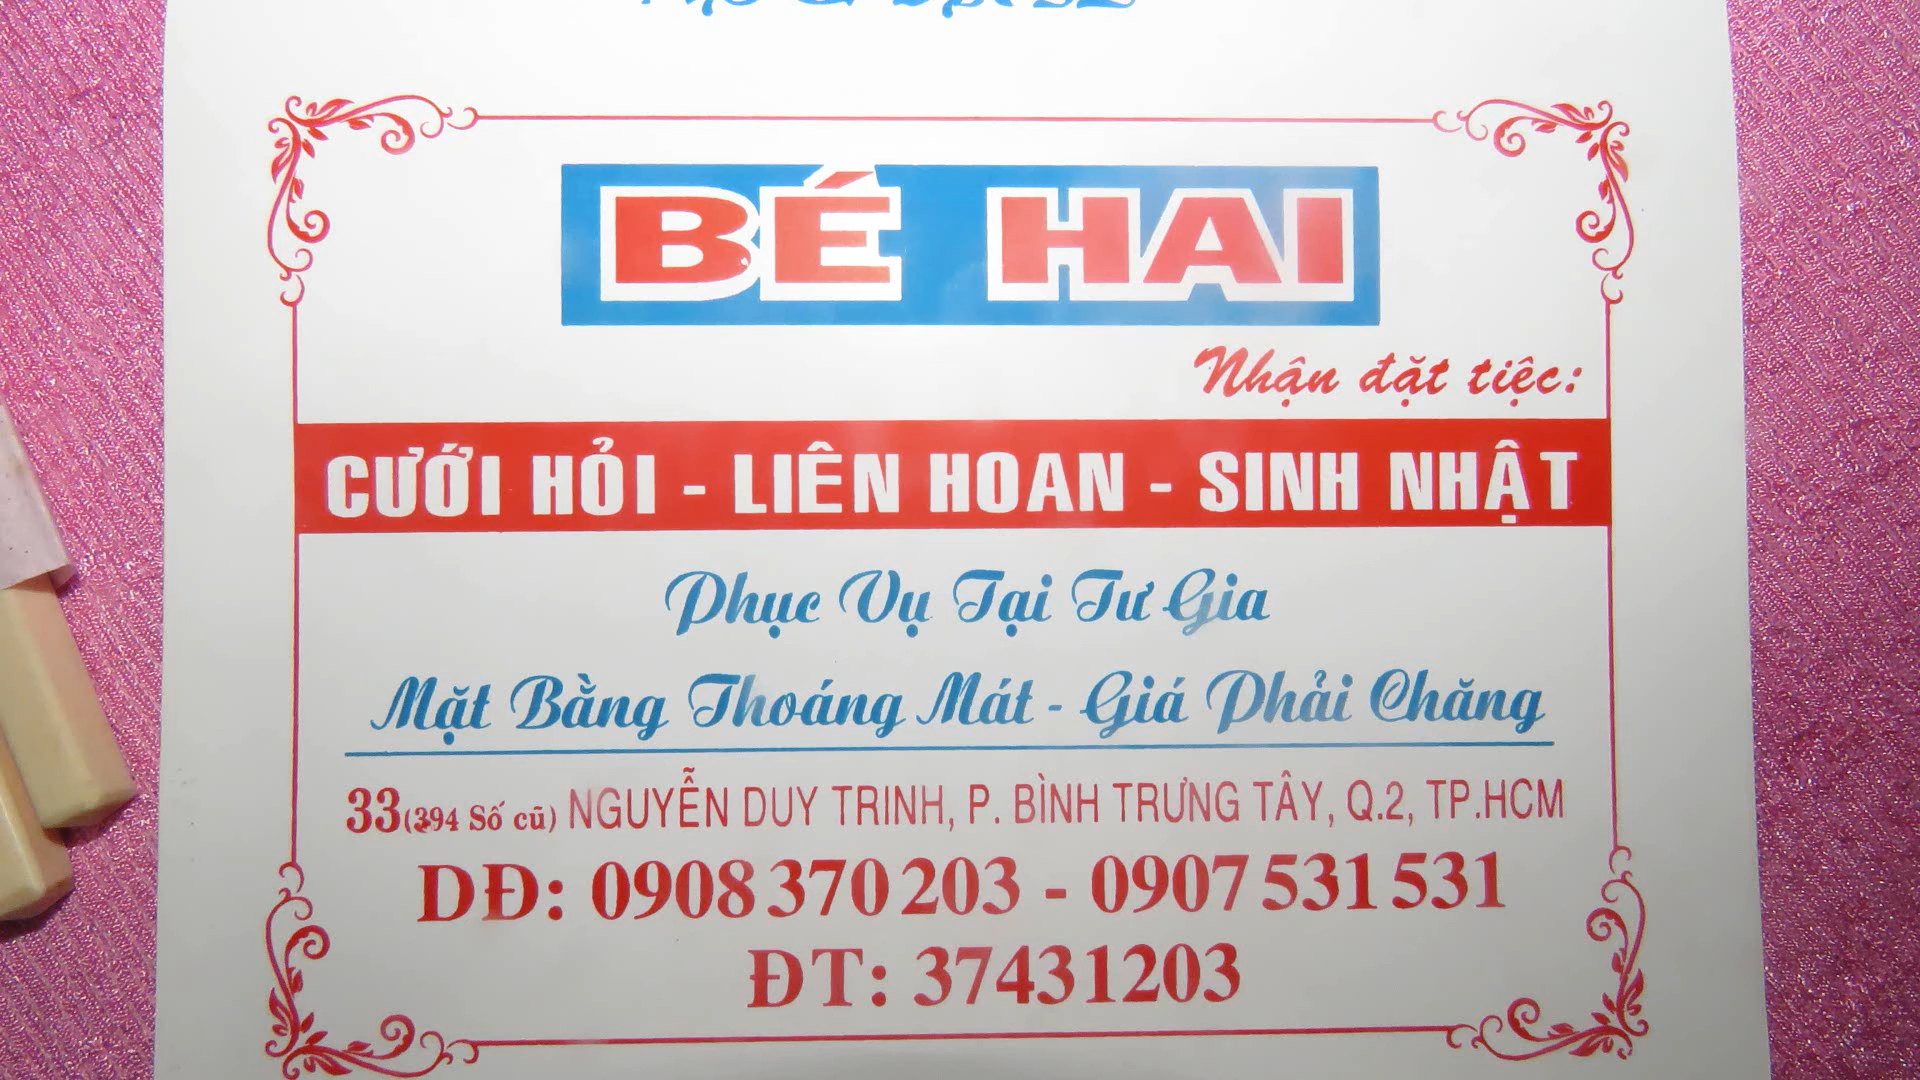 BÉ HAI
Nhận đặt tiệc:
CƯỚI HỎI - LIÊN HOAN - SINH NHẬT
Phục Vụ Tại Tư Gia
Mặt Bằng Thoáng Mát - Giá Phải Chăng
33(394 Số cũ) NGUYỄN DUY TRINH, P. BÌNH TRƯNG TÂY, Q.2, TP.HCM
DĐ: 0908 370 203 - 0907 531 531
ĐT: 37431203